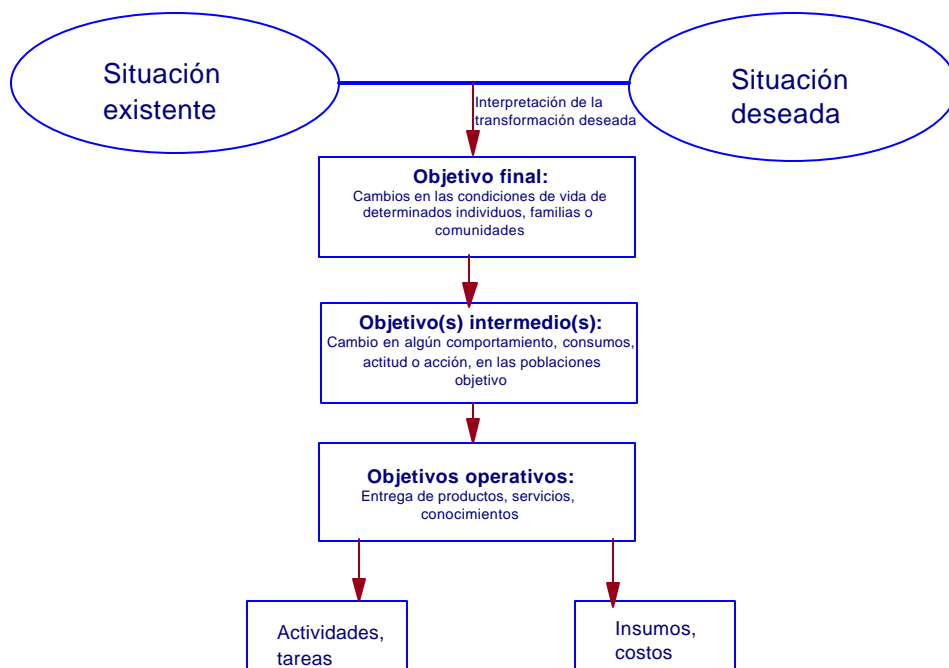 Situación
existente
Situación
deseada
Interpretación de la
transformación deseada
Objetivo final:
Cambios en las condiciones de vida de
determinados individuos, familias o
comunidades
Objetivo(s) intermedio(s):
Cambio en algún comportamiento, consumos,
actitud o acción, en las poblaciones
objetivo
Objetivos operativos:
Entrega de productos, servicios,
conocimientos
Actividades,
tareas
Insumos,
costos